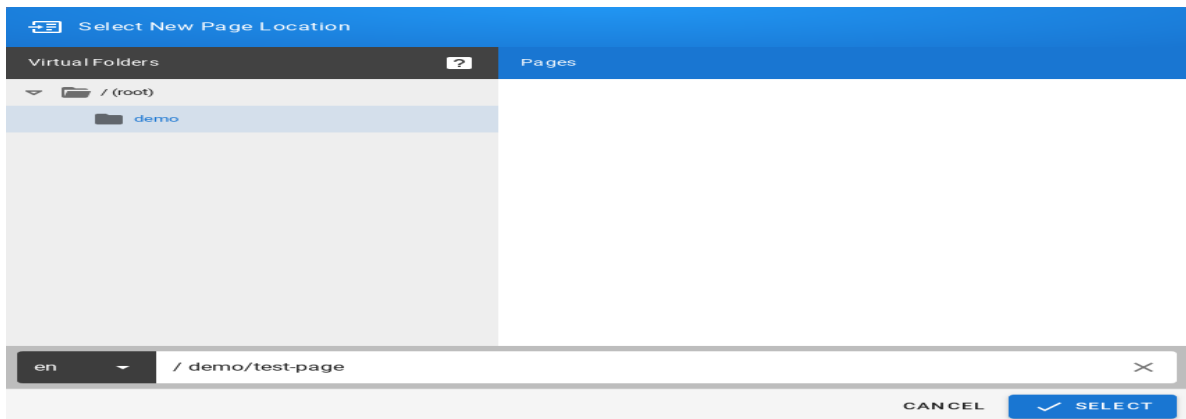 Select New Page Location
Virtual Folders ? Pages
/ (root)
demo
en / demo/test-page
CANCEL SELECT